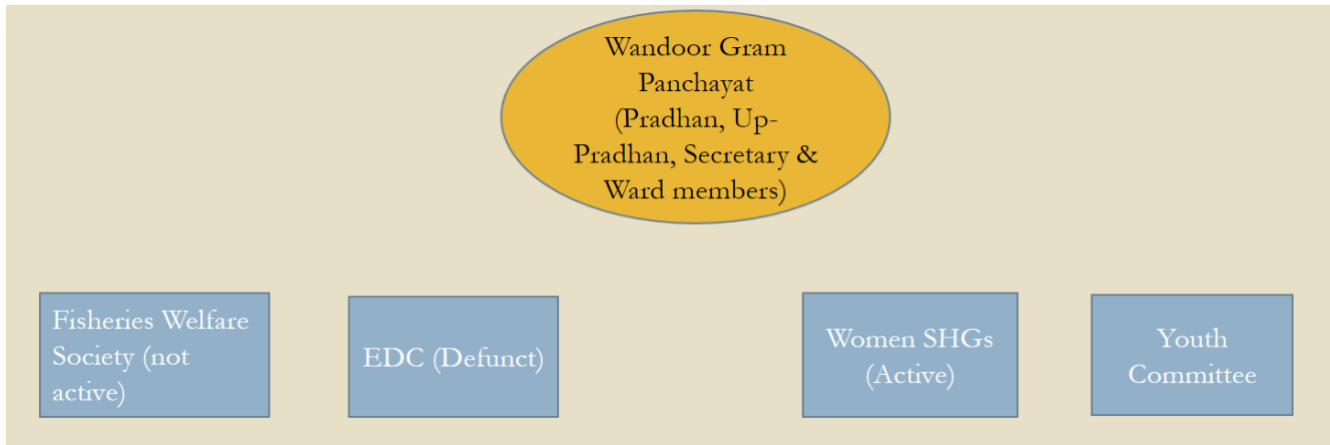 Wandoor Gram
Panchayat
(Pradhan, Up-
Pradhan, Secretary &
Ward members)
Fisheries Welfare
Society (not
active)
EDC (Defunct)
Women SHGs
(Active)
Youth
Committee